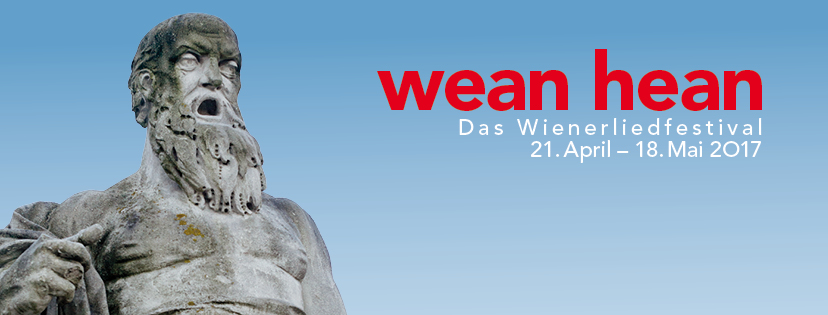 wean hean
Das Wienerliedfestival
21. April – 18. Mai 2017